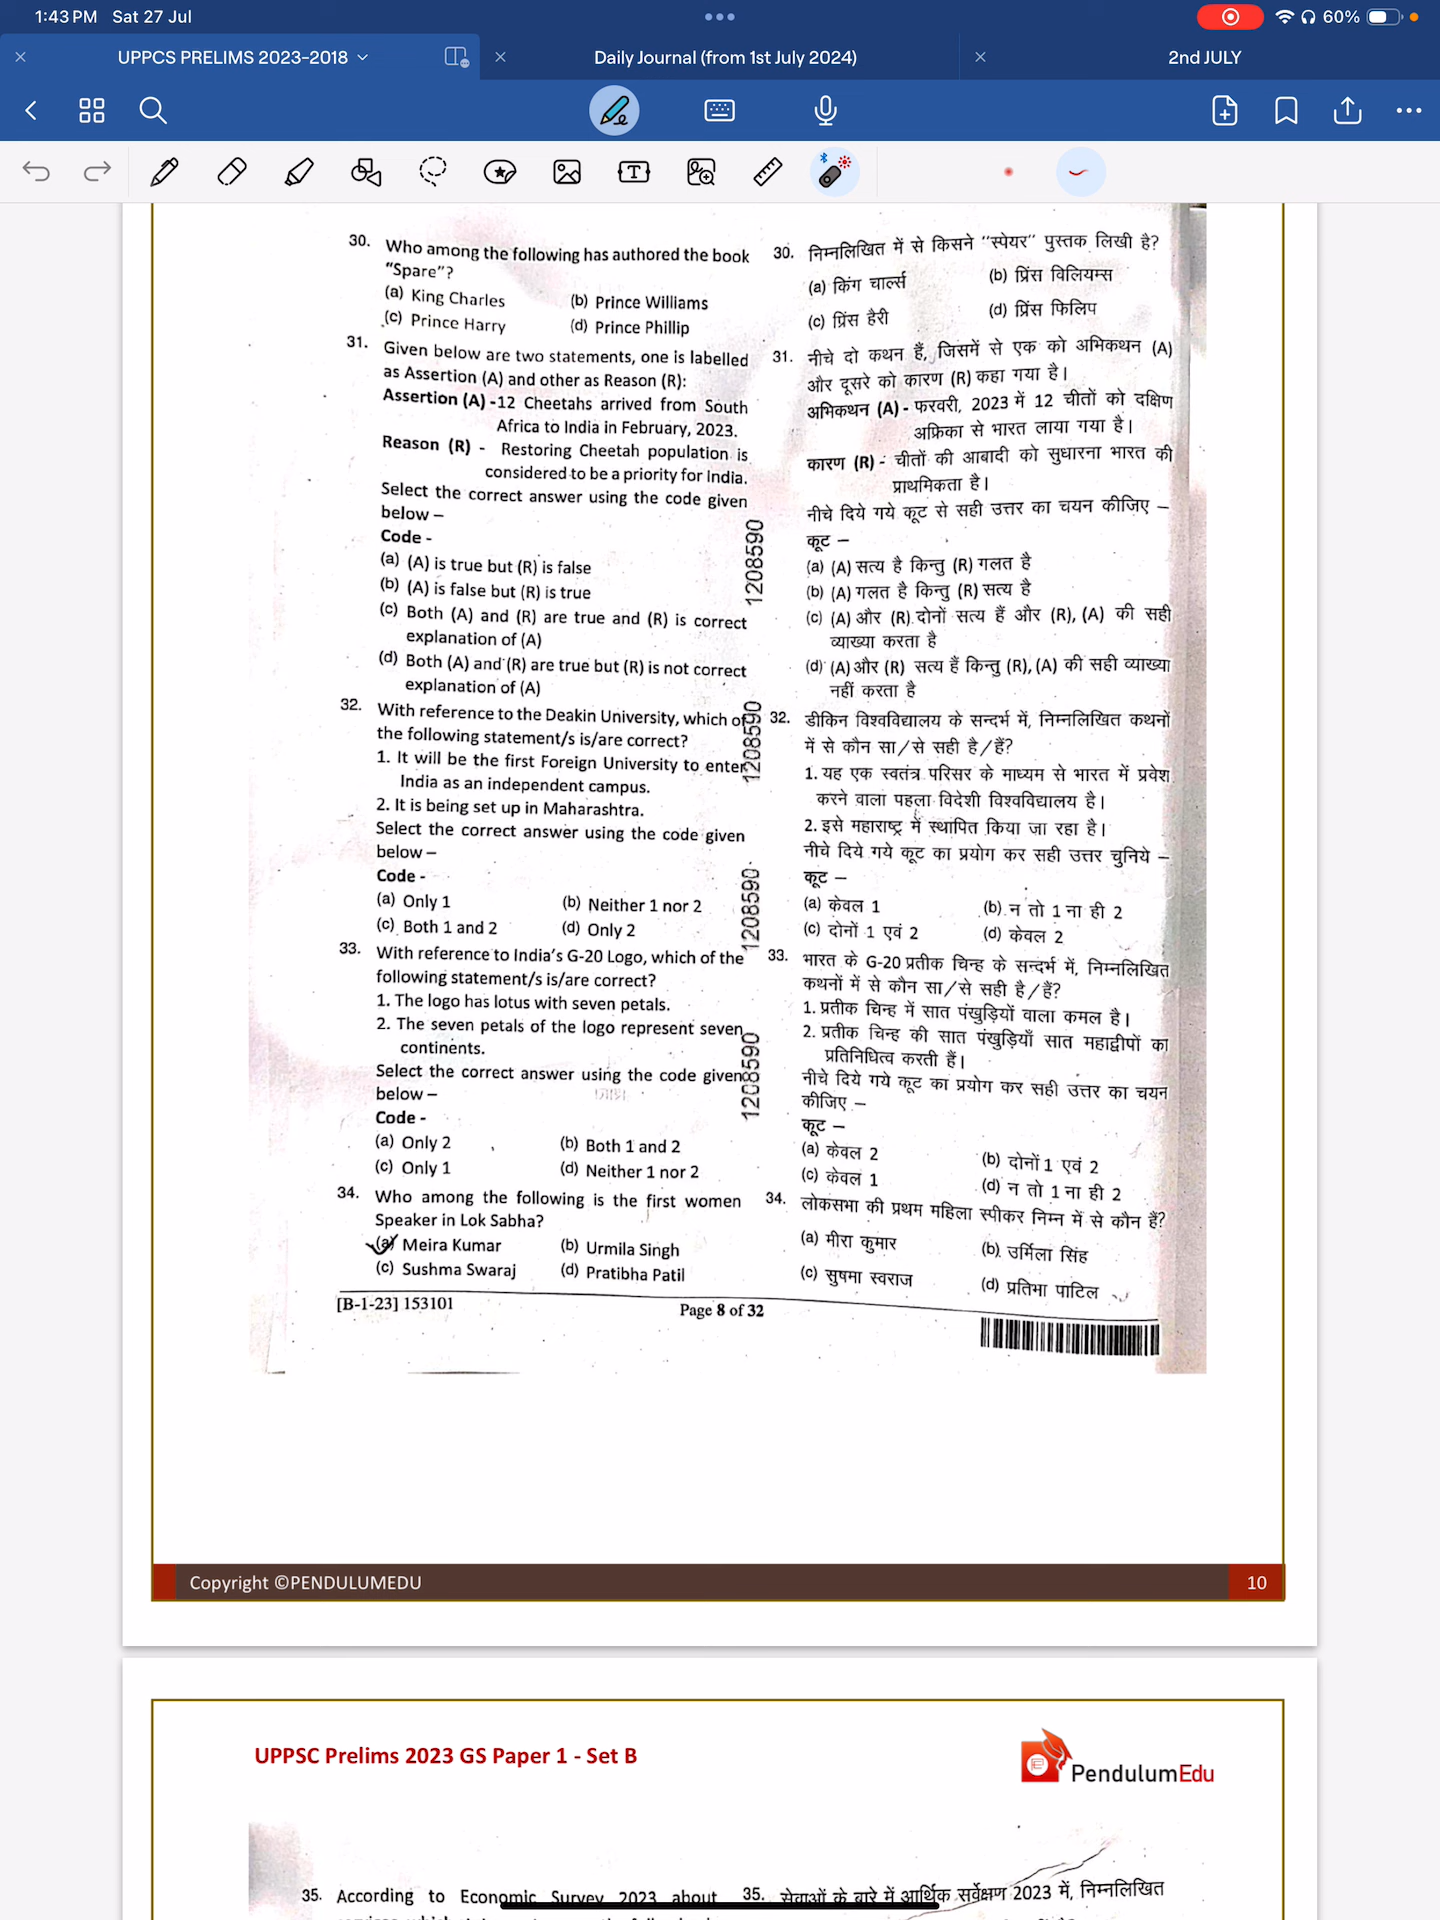 1:43 PM Sat 27 Jul
60%
UPPCS PRELIMS 2023-2018
Daily Journal (from 1st July 2024)
2nd JULY
30. Who among the following has authored the book
"Spare"?
(a) King Charles (b) Prince Williams
(c) Prince Harry (d) Prince Phillip
31. Given below are two statements, one is labelled
as Assertion (A) and other as Reason (R):
Assertion (A) -12 Cheetahs arrived from South
Africa to India in February, 2023.
Reason (R) - Restoring Cheetah population is
considered to be a priority for India.
Select the correct answer using the code given
below –
Code -
(a) (A) is true but (R) is false
(b) (A) is false but (R) is true
(c) Both (A) and (R) are true and (R) is correct
explanation of (A)
(d) Both (A) and (R) are true but (R) is not correct
explanation of (A)
32. With reference to the Deakin University, which of
the following statement/s is/are correct?
1. It will be the first Foreign University to enter
India as an independent campus.
2. It is being set up in Maharashtra.
Select the correct answer using the code given
below –
Code -
(a) Only 1 (b) Neither 1 nor 2
(c) Both 1 and 2 (d) Only 2
33. With reference to India's G-20 Logo, which of the
following statement/s is/are correct?
1. The logo has lotus with seven petals.
2. The seven petals of the logo represent seven
continents.
Select the correct answer using the code given
below –
Code -
(a) Only 2 (b) Both 1 and 2
(c) Only 1 (d) Neither 1 nor 2
34. Who among the following is the first women
Speaker in Lok Sabha?
(a) Meira Kumar (b) Urmila Singh
(c) Sushma Swaraj (d) Pratibha Patil
1208590
1208590
1208590
1208590
30. निम्नलिखित में से किसने "स्पेयर" पुस्तक लिखी है?
(a) किंग चार्ल्स (b) प्रिंस विलियम्स
(c) प्रिंस हैरी (d) प्रिंस फिलिप
31. नीचे दो कथन हैं, जिसमें से एक को अभिकथन (A)
और दूसरे को कारण (R) कहा गया है।
अभिकथन (A) - फरवरी, 2023 में 12 चीतों को दक्षिण
अफ्रिका से भारत लाया गया है।
कारण (R) - चीतों की आबादी को सुधारना भारत की
प्राथमिकता है।
नीचे दिये गये कूट से सही उत्तर का चयन कीजिए –
कूट –
(a) (A) सत्य है किन्तु (R) गलत है
(b) (A) गलत है किन्तु (R) सत्य है
(c) (A) और (R) दोनों सत्य हैं और (R), (A) की सही
व्याख्या करता है
(d) (A) और (R) सत्य हैं किन्तु (R), (A) की सही व्याख्या
नहीं करता है
32. डीकिन विश्वविद्यालय के सन्दर्भ में, निम्नलिखित कथनों
में से कौन सा/से सही है/हैं?
1. यह एक स्वतंत्र परिसर के माध्यम से भारत में प्रवेश
करने वाला पहला विदेशी विश्वविद्यालय है।
2. इसे महाराष्ट्र में स्थापित किया जा रहा है।
नीचे दिये गये कूट का प्रयोग कर सही उत्तर चुनिये –
कूट –
(a) केवल 1 (b) न तो 1 ना ही 2
(c) दोनों 1 एवं 2 (d) केवल 2
33. भारत के G-20 प्रतीक चिन्ह के सन्दर्भ में, निम्नलिखित
कथनों में से कौन सा/से सही है/हैं?
1. प्रतीक चिन्ह में सात पंखुड़ियों वाला कमल है।
2. प्रतीक चिन्ह की सात पंखुड़ियाँ सात महाद्वीपों का
प्रतिनिधित्व करती हैं।
नीचे दिये गये कूट का प्रयोग कर सही उत्तर का चयन
कीजिए –
कूट –
(a) केवल 2 (b) दोनों 1 एवं 2
(c) केवल 1 (d) न तो 1 ना ही 2
34. लोकसभा की प्रथम महिला स्पीकर निम्न में से कौन हैं?
(a) मीरा कुमार (b) उर्मिला सिंह
(c) सुषमा स्वराज (d) प्रतिभा पाटिल
[B-1-23] 153101 Page 8 of 32
Copyright ©PENDULUMEDU 10
UPPSC Prelims 2023 GS Paper 1 - Set B
PendulumEdu
35. According to Economic Survey 2023 about
35. सेवाओं के बारे में आर्थिक सर्वेक्षण 2023 में, निम्नलिखित